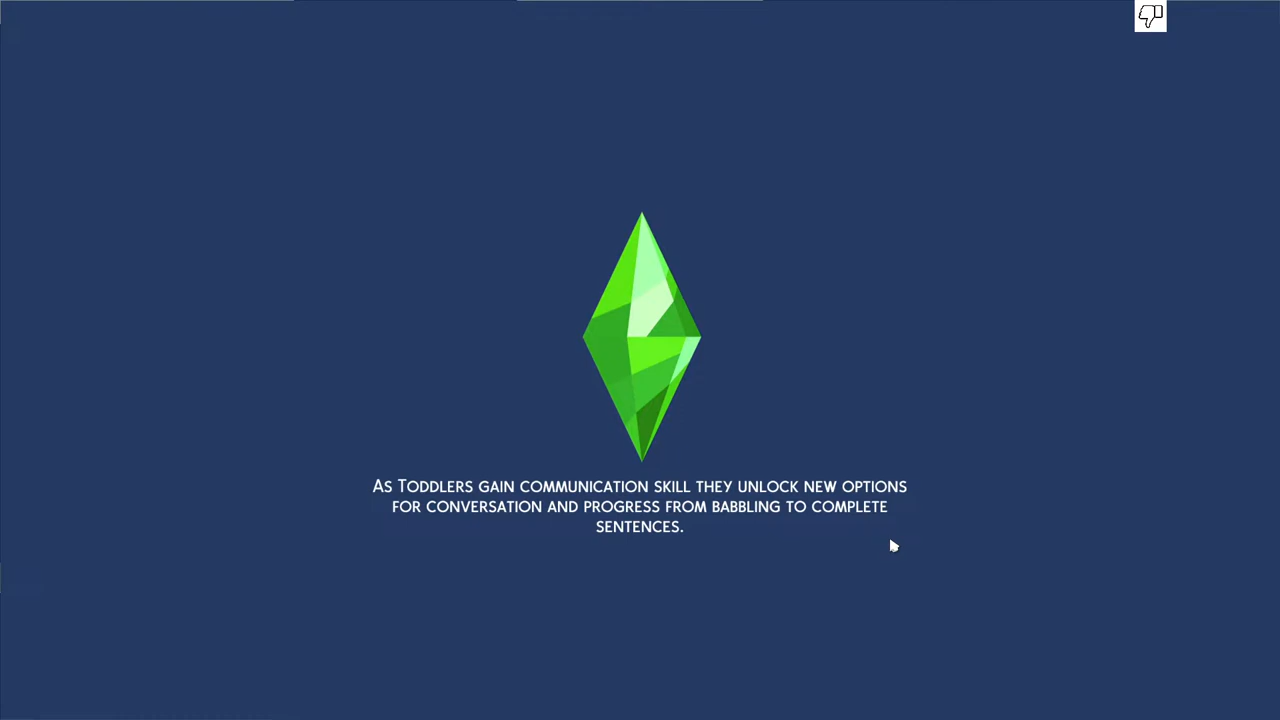 As Toddlers gain communication skill they unlock new options
for conversation and progress from babbling to complete
sentences.